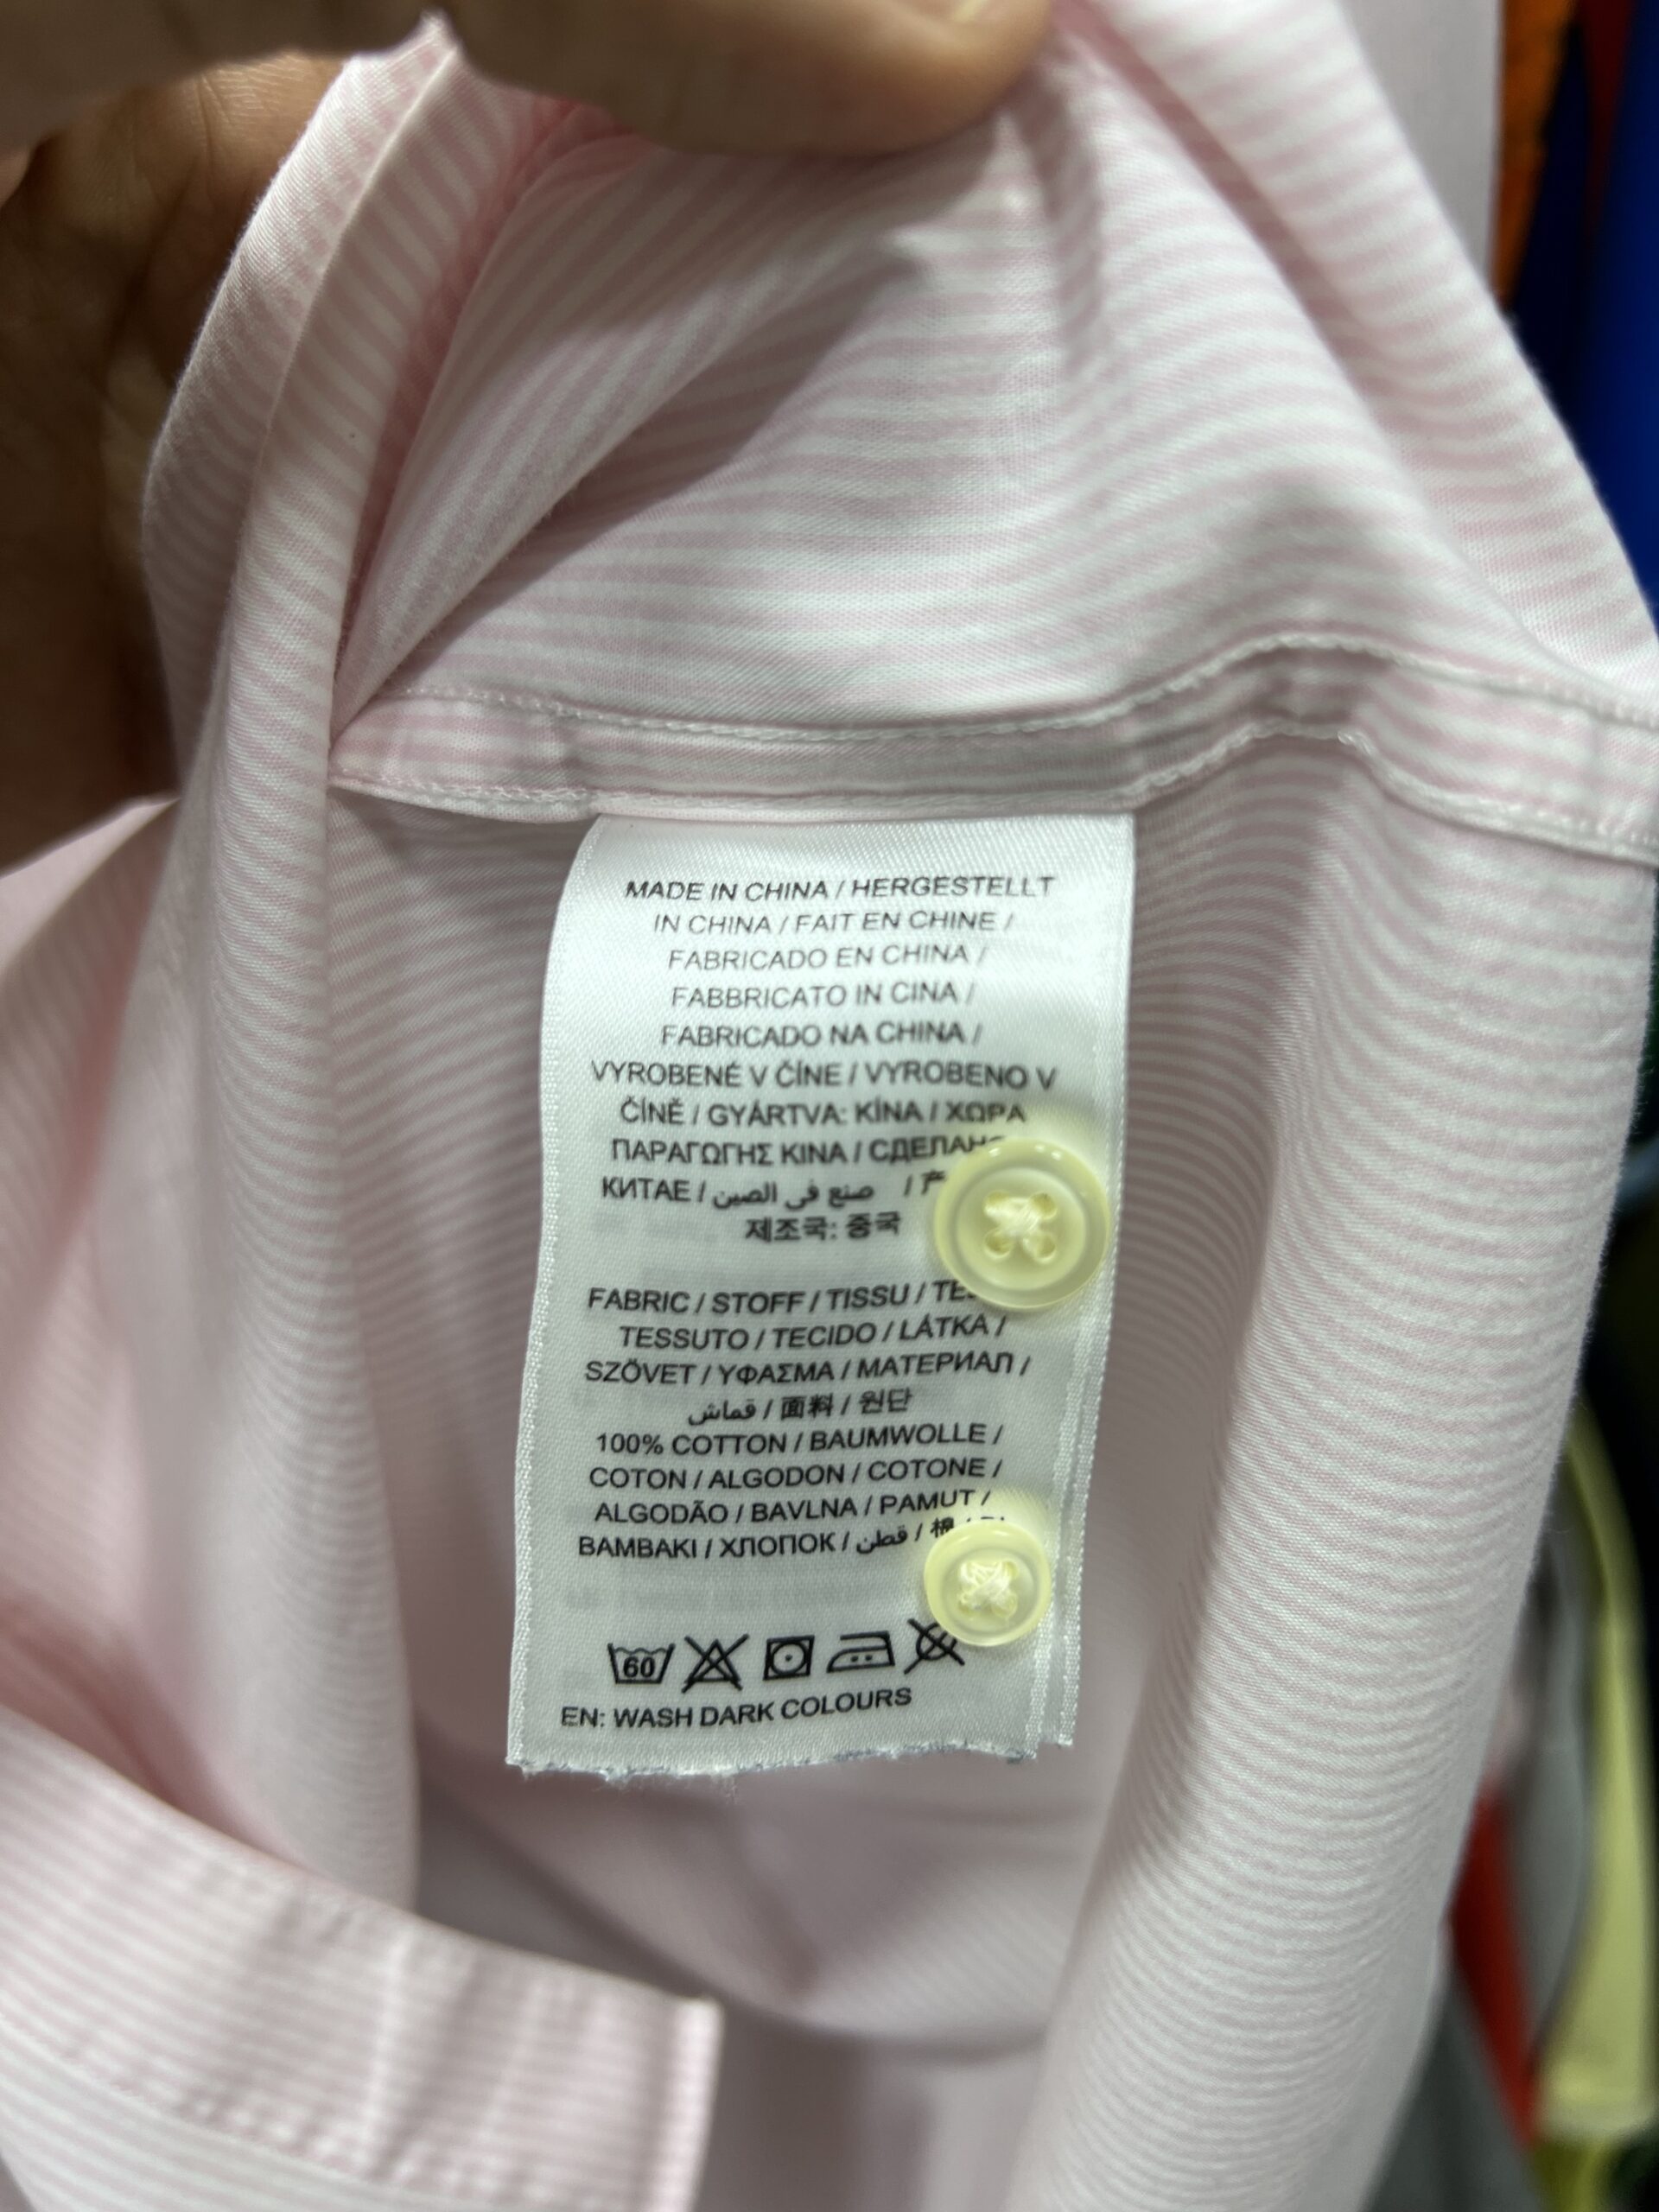 MADE IN CHINA / HERGESTELLT
IN CHINA / FAIT EN CHINE /
FABRICADO EN CHINA /
FABBRICATO IN CINA /
FABRICADO NA CHINA /
VYROBENÉ V ČÍNE / VYROBENO V
ČÍNĚ / GYÁRTVA: KÍNA / ΧΩΡΑ
ΠΑΡΑΓΩΓΗΣ ΚΙΝΑ /
КИТАЕ / صنع في الصين /
제조국: 중국
FABRIC / STOFF / TISSU /
TESSUTO / TECIDO / LÁTKA /
SZÖVET / ΥΦΑΣΜΑ / МАТЕРИАЛ /
قماش / 面料 / 원단
100% COTTON / BAUMWOLLE /
COTON / ALGODON / COTONE /
ALGODÃO / BAVLNA / PAMUT /
BAMBAKI / ХЛОПОК / قطن /
60
EN: WASH DARK COLOURS